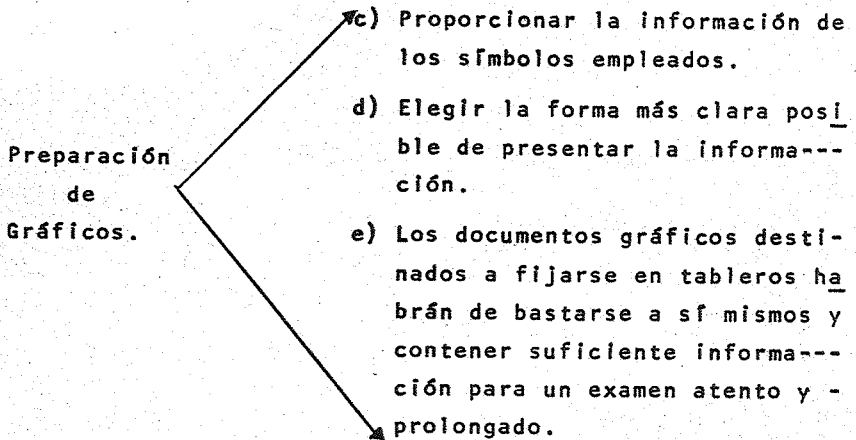 Preparación
de
Gráficos.
c) Proporcionar la información de
los símbolos empleados.
d) Elegir la forma más clara posi
ble de presentar la informa---
ción.
e) Los documentos gráficos desti-
nados a fijarse en tableros ha
brán de bastarse a sí mismos y
contener suficiente informa---
ción para un examen atento y -
prolongado.